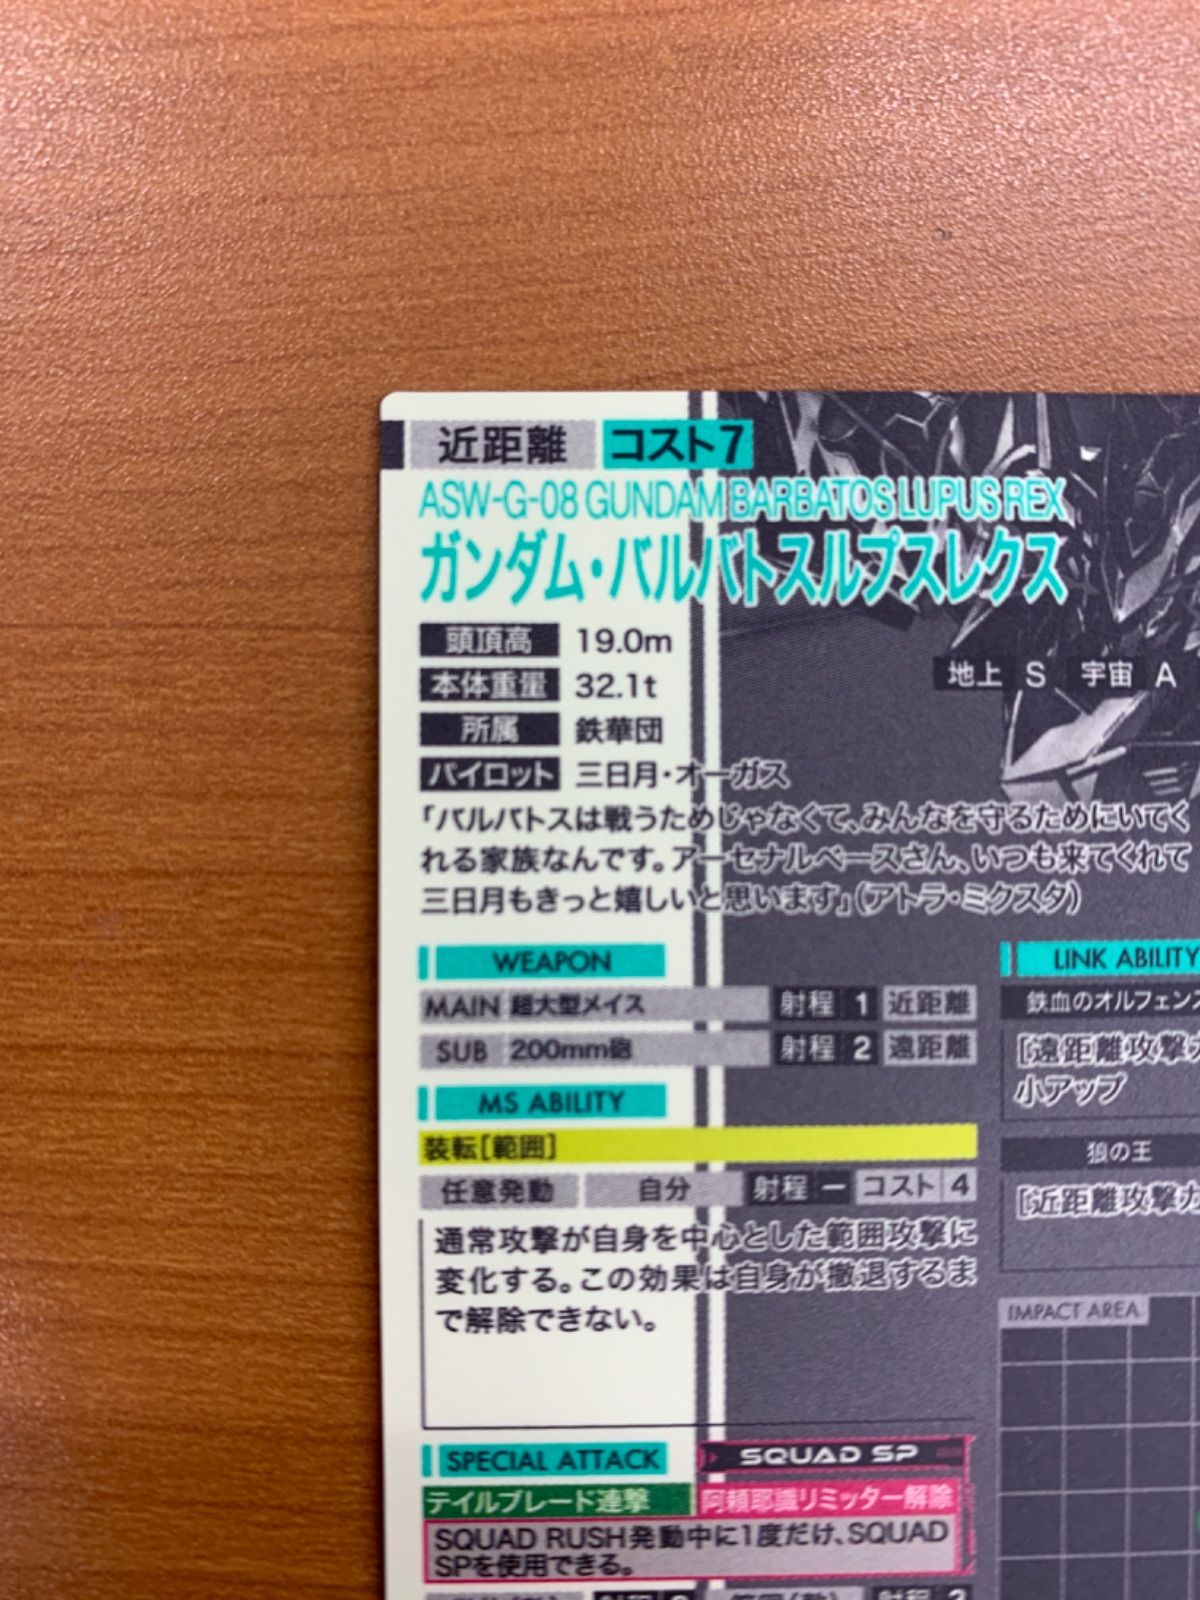 近距離 コスト7
ASW-G-08 GUNDAM BARBATOS LUPUS REX
ガンダム・バルバトスルプスレクス
頭頂高 19.0m
本体重量 32.1t
地上 S 宇宙 A
所属 鉄華団
パイロット 三日月・オーガス
「バルバトスは戦うためじゃなくて、みんなを守るためにいてく
れる家族なんです。アーセナルベースさん、いつも来てくれて
三日月もきっと嬉しいと思います」(アトラ・ミクスタ)
WEAPON
MAIN 超大型メイス 射程 1 近距離
SUB 200mm砲 射程 2 遠距離
MS ABILITY
装転[範囲]
任意発動 自分 射程 ー コスト 4
通常攻撃が自身を中心とした範囲攻撃に
変化する。この効果は自身が撤退するま
で解除できない。
SPECIAL ATTACK
テイルブレード連撃
SQUAD SP
阿頼耶識リミッター解除
SQUAD RUSH発動中に1度だけ、SQUAD
SPを使用できる。
LINK ABILITY
鉄血のオルフェンズ
[遠距離攻撃
小アップ
狼の王
[近距離攻撃
IMPACT AREA